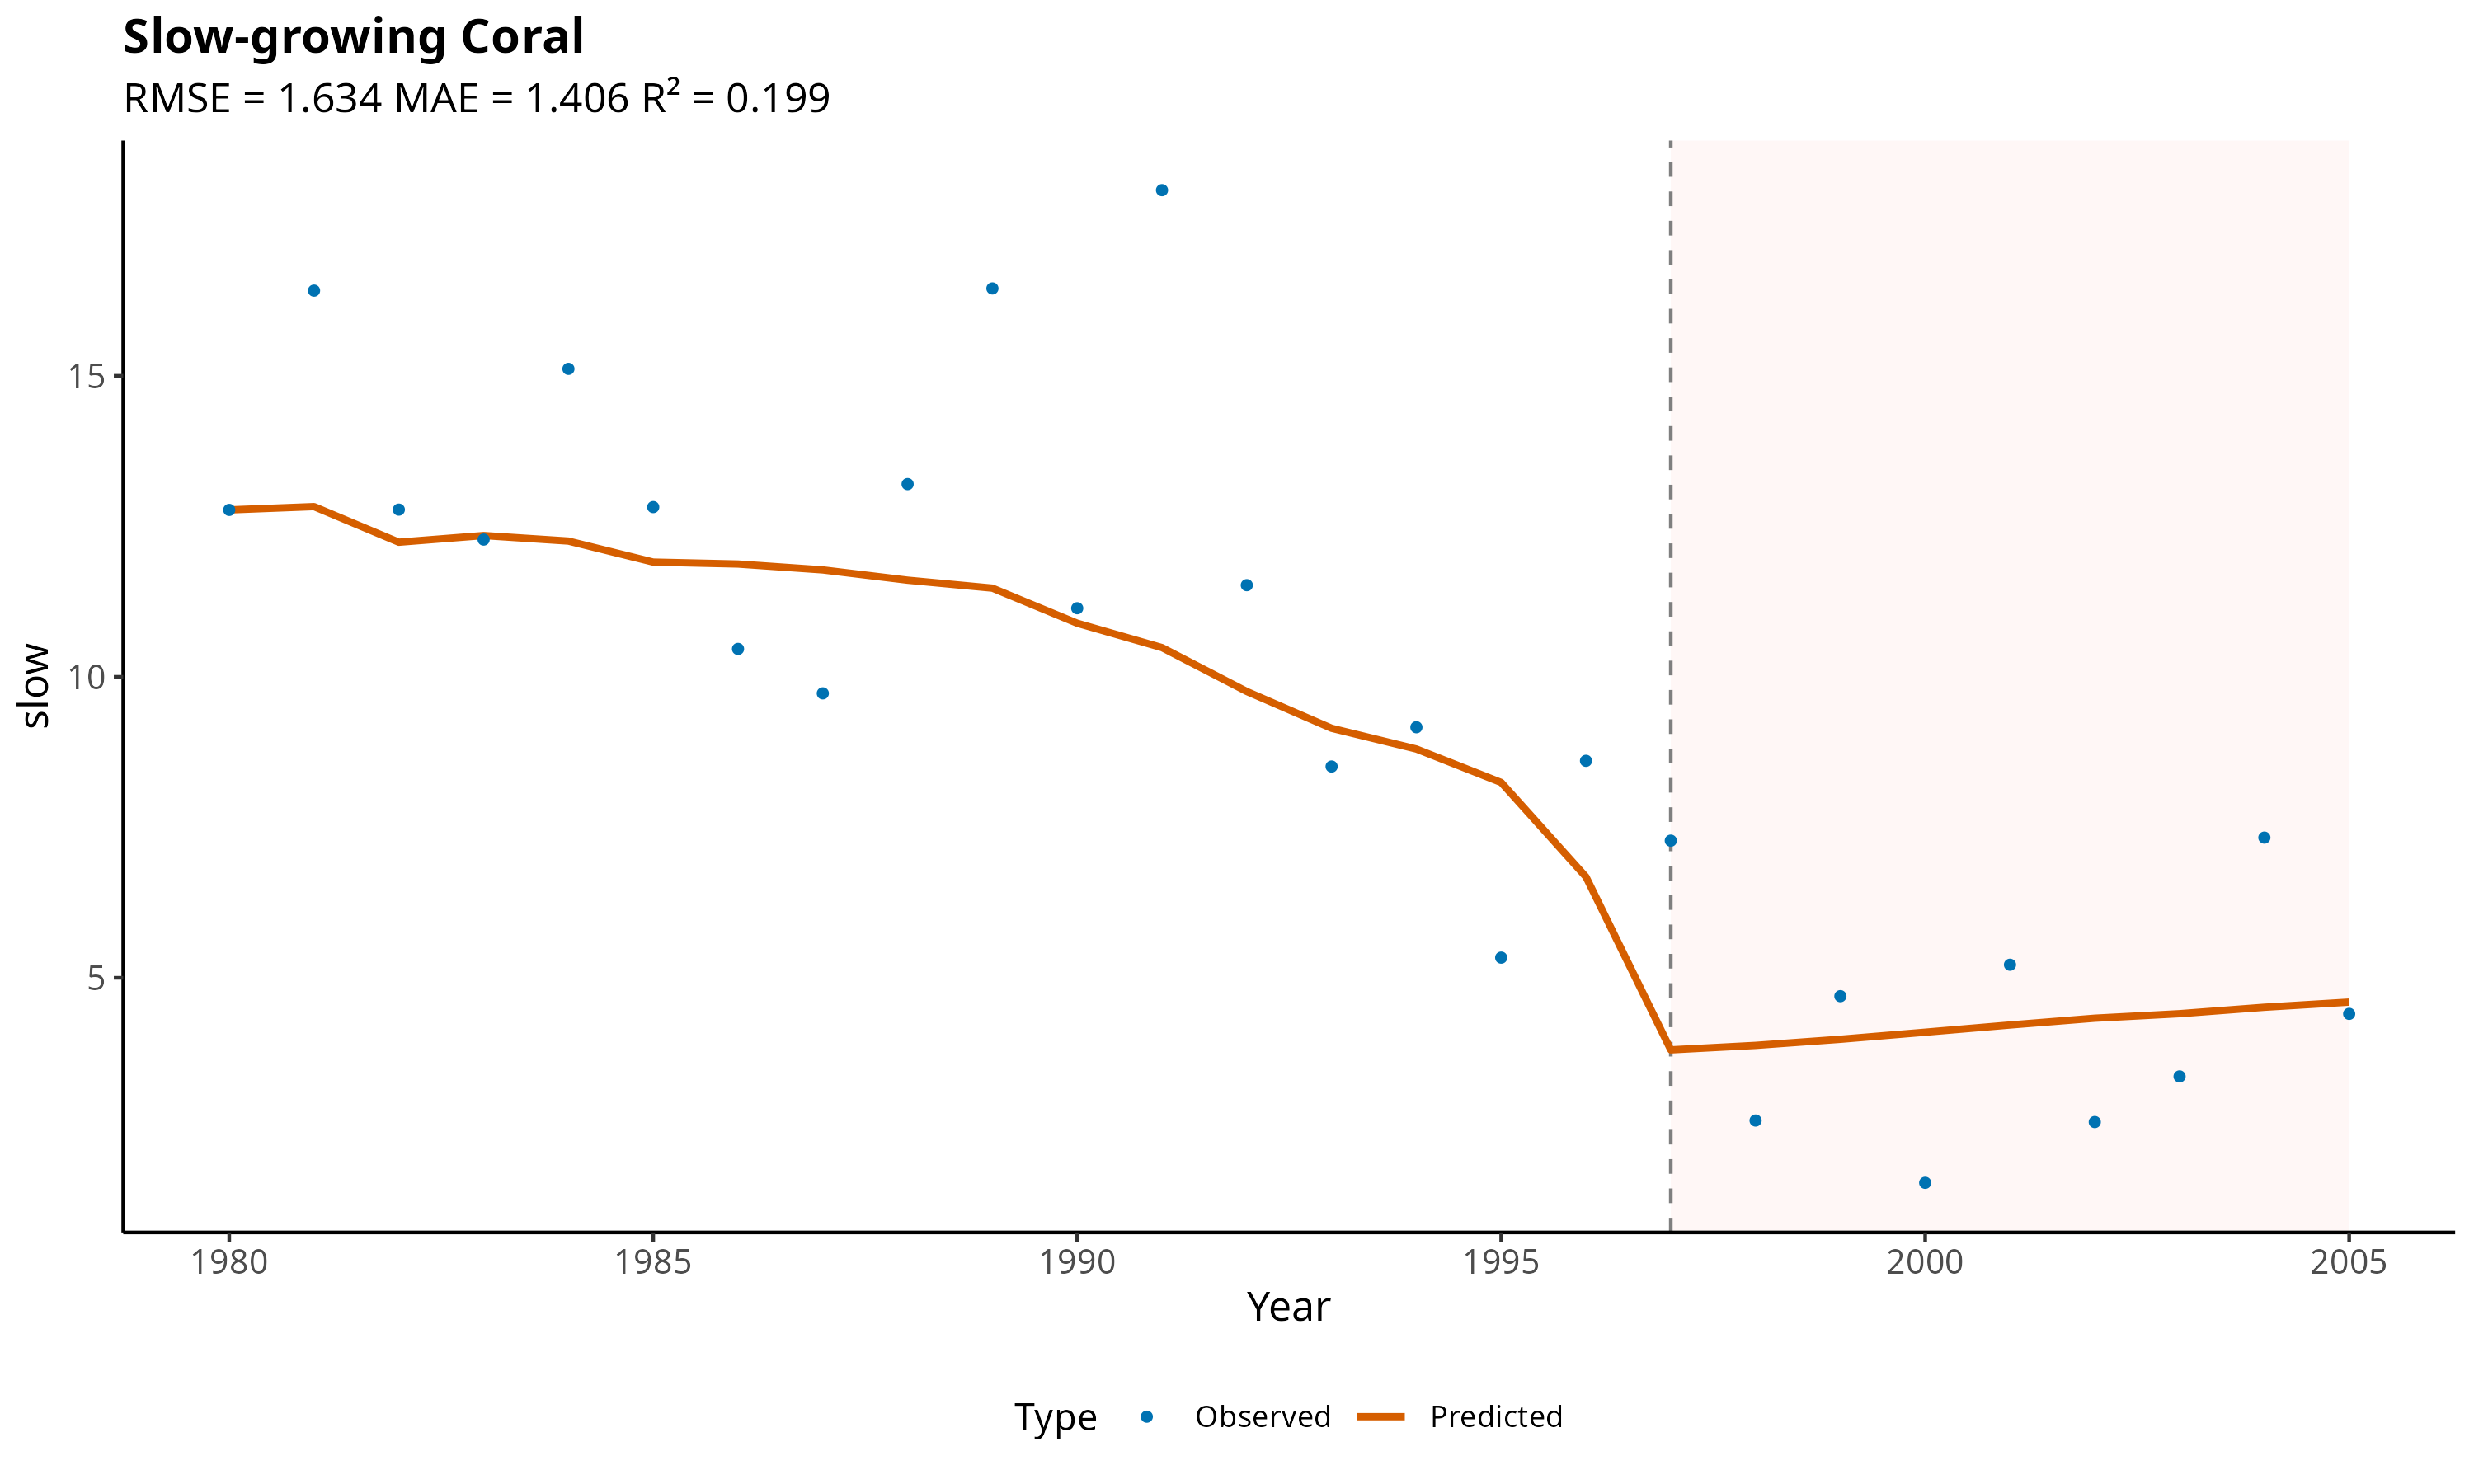 Slow-growing Coral
RMSE = 1.634 MAE = 1.406 R² = 0.199
slow
15
10
5
1980 1985 1990 1995 2000 2005
Year
Type Observed Predicted